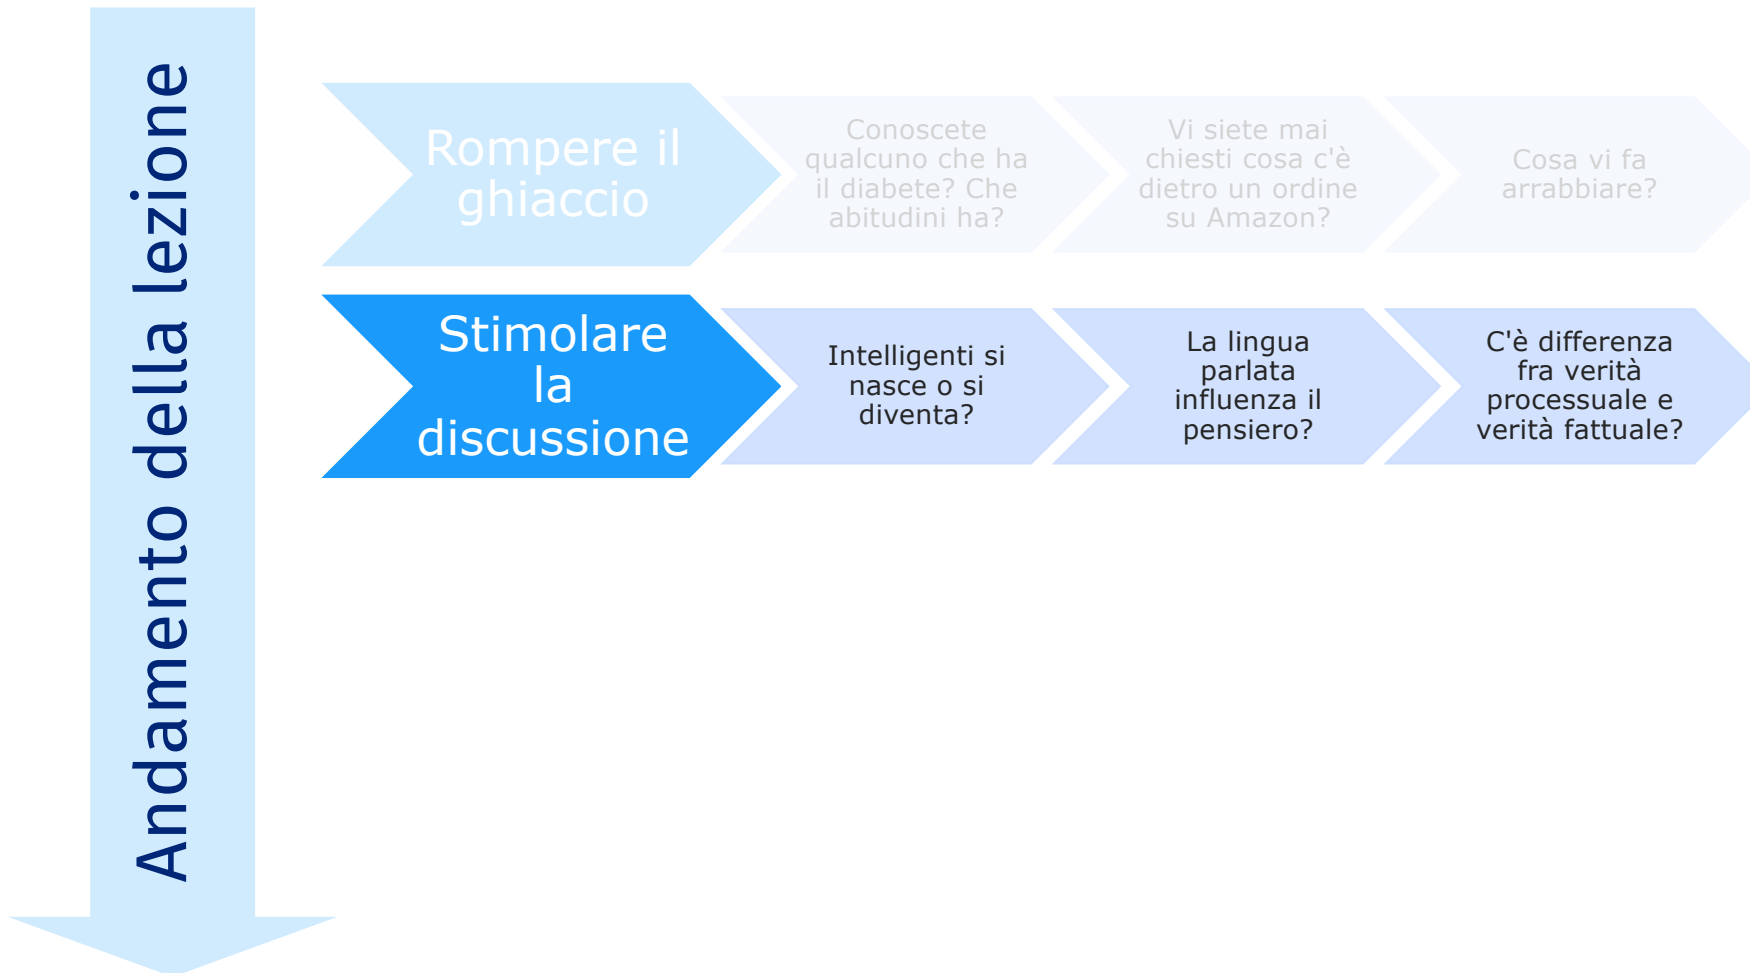 Andamento della lezione
Rompere il
ghiaccio
Conoscete
qualcuno che ha
il diabete? Che
abitudini ha?
Vi siete mai
chiesti cosa c'è
dietro un ordine
su Amazon?
Cosa vi fa
arrabbiare?
Stimolare
la
discussione
Intelligenti si
nasce o si
diventa?
La lingua
parlata
influenza il
pensiero?
C'è differenza
fra verità
processuale e
verità fattuale?